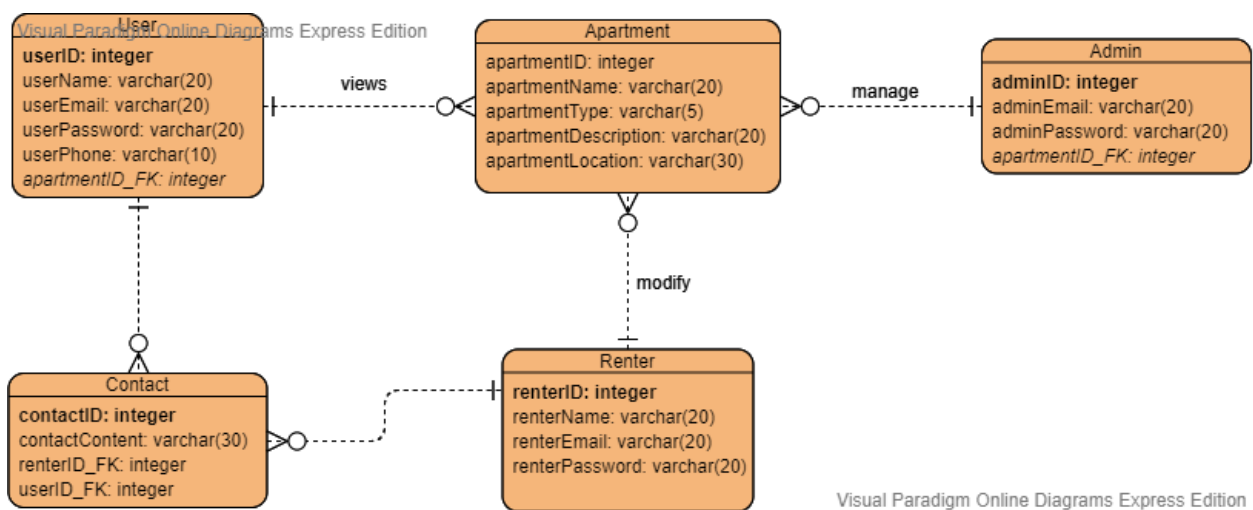 Visual Paradigm Online Diagrams Express Edition
User
userID: integer
userName: varchar(20)
userEmail: varchar(20)
userPassword: varchar(20)
userPhone: varchar(10)
apartmentID_FK: integer
views
Apartment
apartmentID: integer
apartmentName: varchar(20)
apartmentType: varchar(5)
apartmentDescription: varchar(20)
apartmentLocation: varchar(30)
manage
Admin
adminID: integer
adminEmail: varchar(20)
adminPassword: varchar(20)
apartmentID_FK: integer
modify
Contact
contactID: integer
contactContent: varchar(30)
renterID_FK: integer
userID_FK: integer
Renter
renterID: integer
renterName: varchar(20)
renterEmail: varchar(20)
renterPassword: varchar(20)
Visual Paradigm Online Diagrams Express Edition